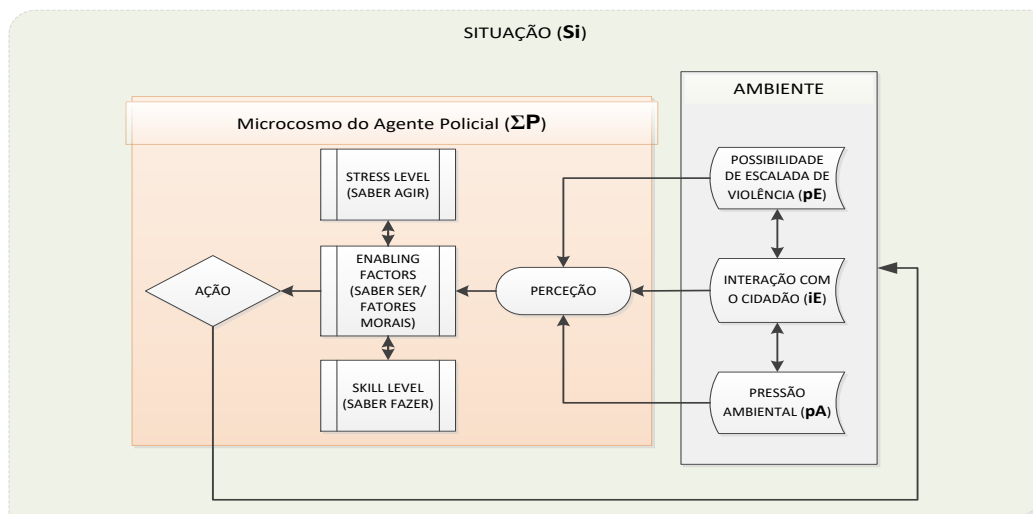 SITUAÇÃO (Si)
AMBIENTE
Microcosmo do Agente Policial (ΣP)
STRESS LEVEL
(SABER AGIR)
POSSIBILIDADE
DE ESCALADA DE
VIOLÊNCIA (pE)
AÇÃO
ENABLING
FACTORS
(SABER SER/
FATORES
MORAIS)
PERCEÇÃO
INTERAÇÃO COM
O CIDADÃO (iE)
SKILL LEVEL
(SABER FAZER)
PRESSÃO
AMBIENTAL (pA)